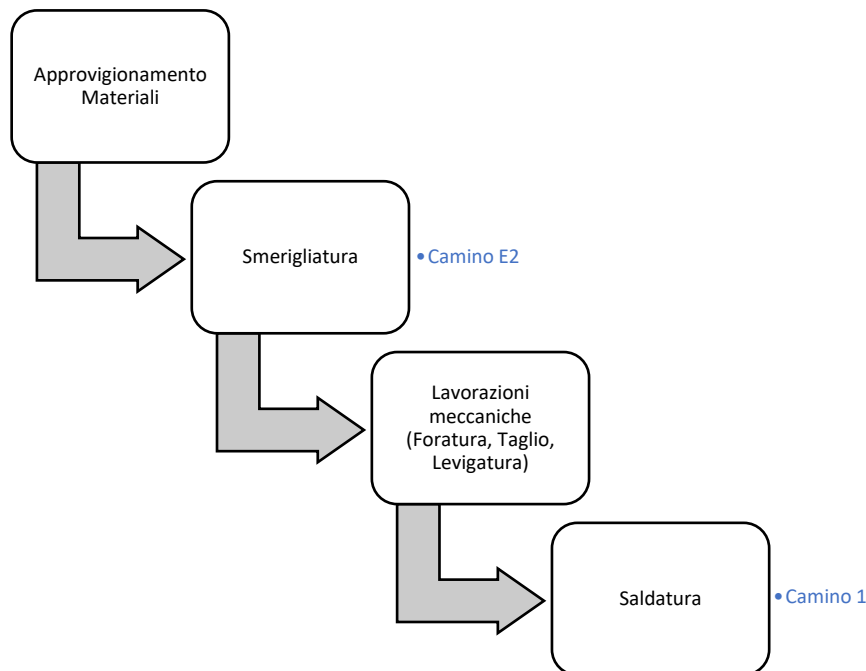 Approvigionamento
Materiali
Smerigliatura
• Camino E2
Lavorazioni
meccaniche
(Foratura, Taglio,
Levigatura)
Saldatura
• Camino 1